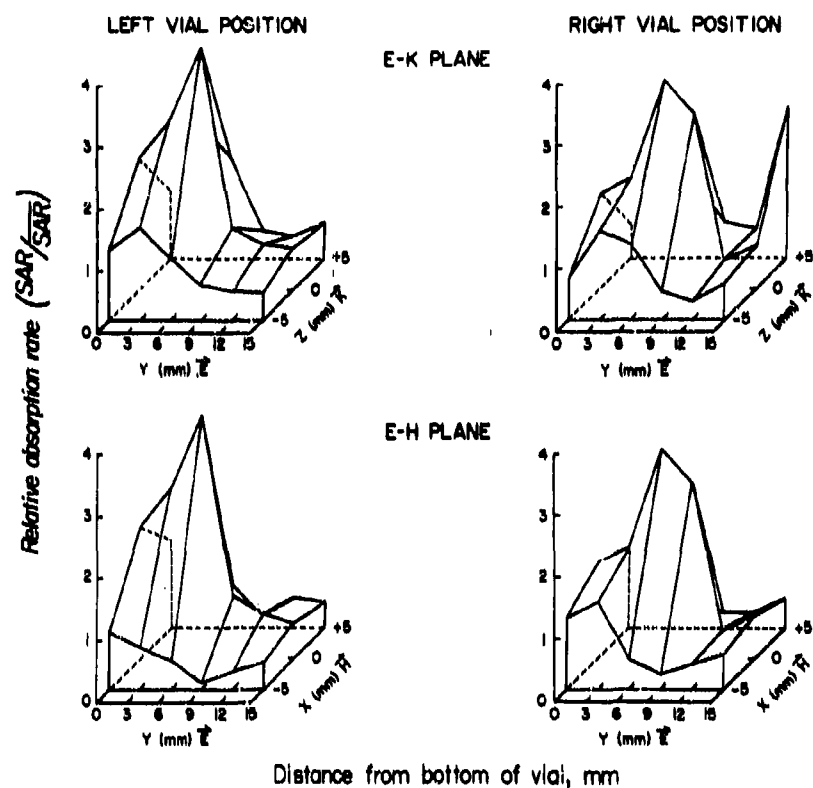 LEFT VIAL POSITION
RIGHT VIAL POSITION
E-K PLANE
4
3
2
1
0
0 3 6 9 12 15
Y (mm) E⃗
-5 0 +5
Z (mm) K⃗
4
3
2
1
0
0 3 6 9 12 15
Y (mm) E⃗
-5 0 +5
Z (mm) K⃗
Relative absorption rate (SAR/S̅A̅R̅)
E-H PLANE
4
3
2
1
0
0 3 6 9 12 15
Y (mm) E⃗
-5 0 +5
X (mm) H⃗
4
3
2
1
0
0 3 6 9 12 15
Y (mm) E⃗
-5 0 +5
X (mm) H⃗
Distance from bottom of vial, mm